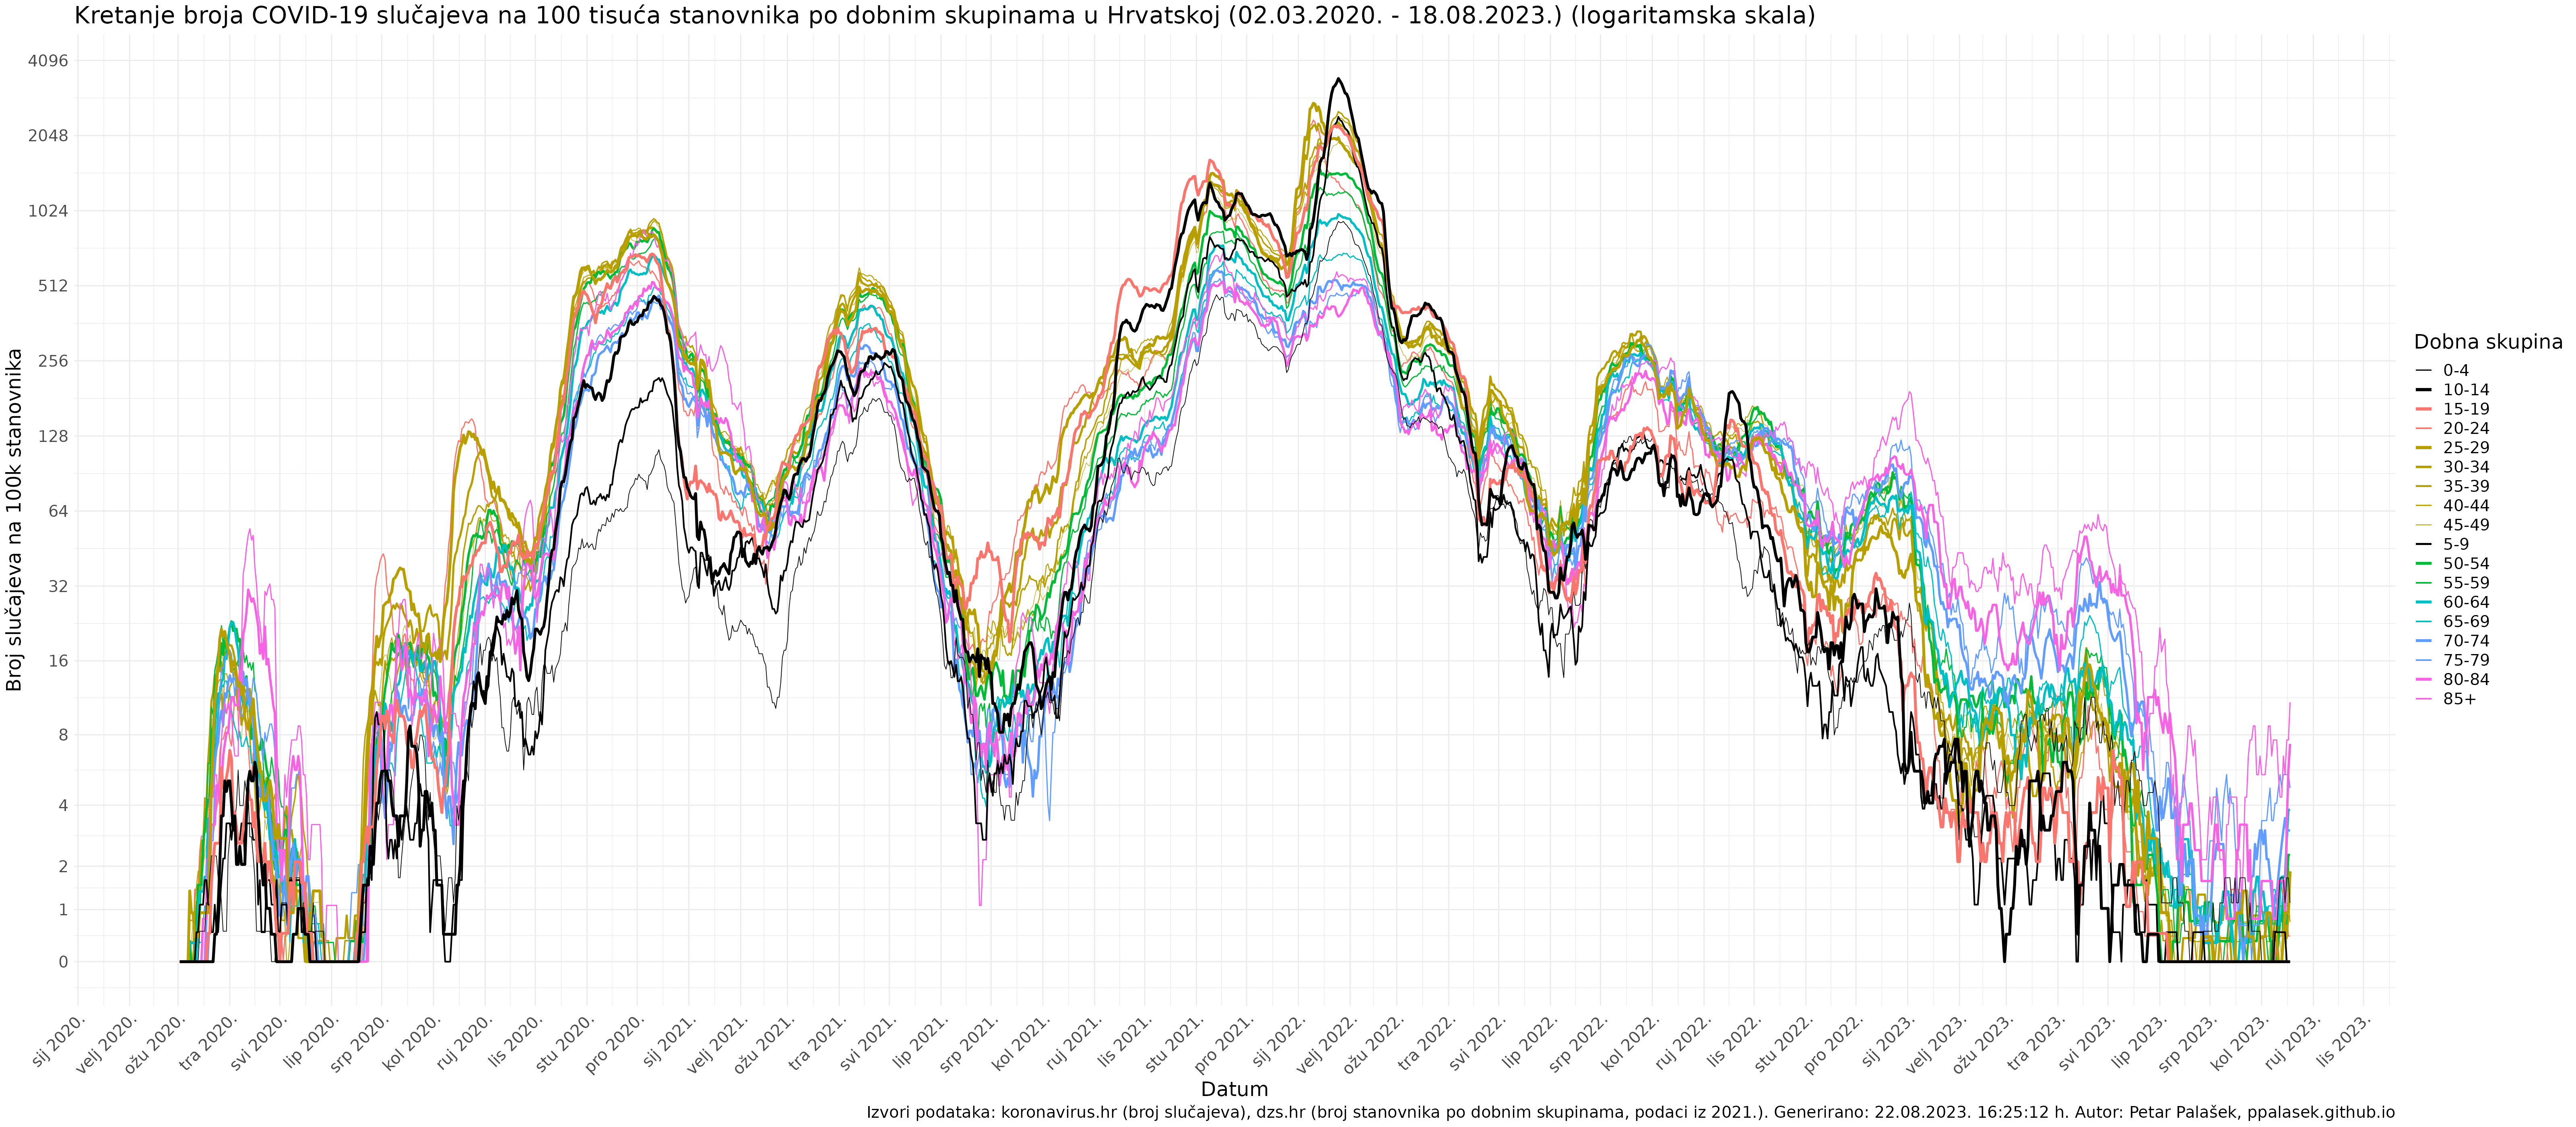 Kretanje broja COVID-19 slučajeva na 100 tisuća stanovnika po dobnim skupinama u Hrvatskoj (02.03.2020. - 18.08.2023.) (logaritamska skala)
Broj slučajeva na 100k stanovnika
4096
2048
1024
512
256
128
64
32
16
8
4
2
1
0
sij 2020.
velj 2020.
ožu 2020.
tra 2020.
svi 2020.
lip 2020.
srp 2020.
kol 2020.
ruj 2020.
lis 2020.
stu 2020.
pro 2020.
sij 2021.
velj 2021.
ožu 2021.
tra 2021.
svi 2021.
lip 2021.
srp 2021.
kol 2021.
ruj 2021.
lis 2021.
stu 2021.
pro 2021.
sij 2022.
velj 2022.
ožu 2022.
tra 2022.
svi 2022.
lip 2022.
srp 2022.
kol 2022.
ruj 2022.
lis 2022.
stu 2022.
pro 2022.
sij 2023.
velj 2023.
ožu 2023.
tra 2023.
svi 2023.
lip 2023.
srp 2023.
kol 2023.
ruj 2023.
lis 2023.
Datum
Dobna skupina
0-4
10-14
15-19
20-24
25-29
30-34
35-39
40-44
45-49
5-9
50-54
55-59
60-64
65-69
70-74
75-79
80-84
85+
Izvori podataka: koronavirus.hr (broj slučajeva), dzs.hr (broj stanovnika po dobnim skupinama, podaci iz 2021.). Generirano: 22.08.2023. 16:25:12 h. Autor: Petar Palašek, ppalasek.github.io